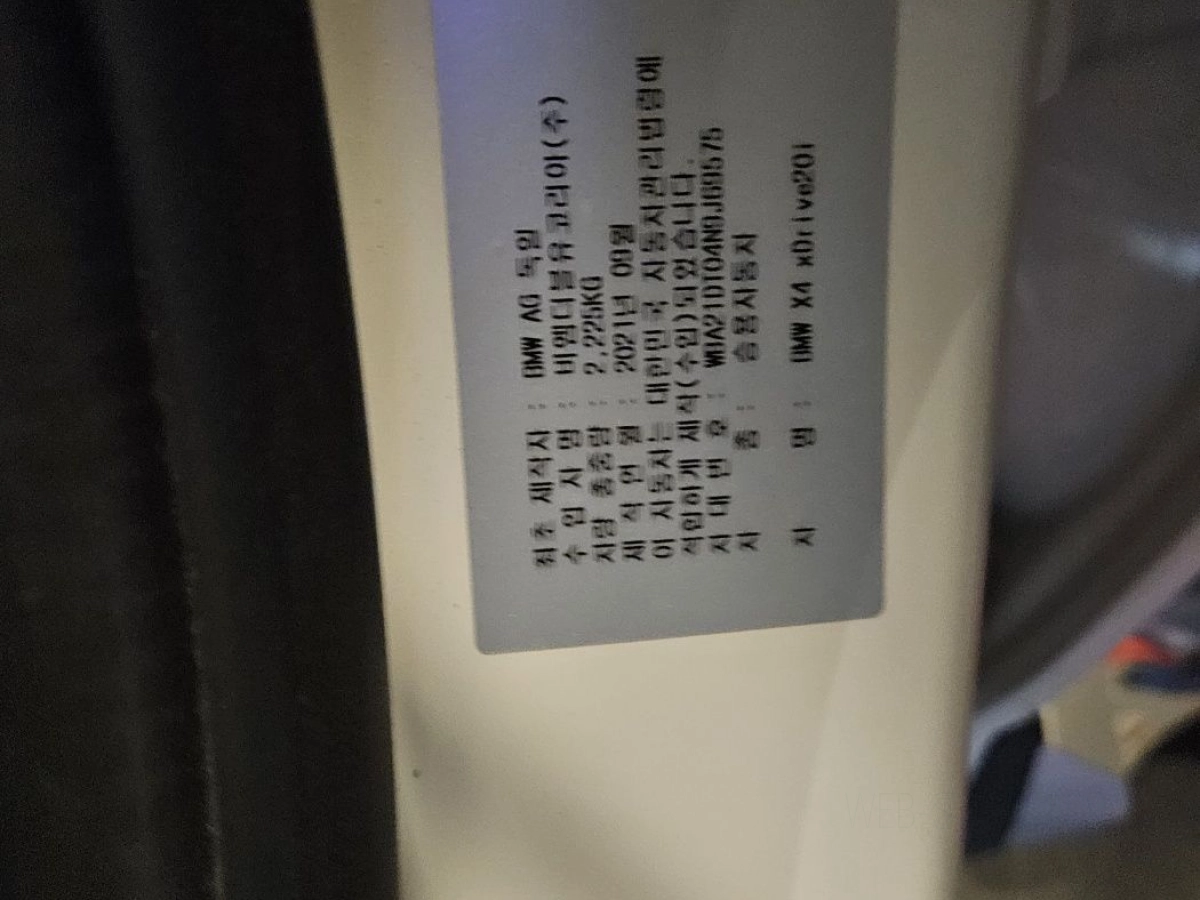 최초 제작자 : BMW AG 독일
수 입 자 명 : 비엠더블유코리아(주)
차량 총중량 : 2,225KG
제 작 연 월 : 2021년 09월
이 자동차는 대한민국 자동차관리법령에
적합하게 제작(수입)되었습니다.
차 대 번 호 :
차 종 : 승용자동차
차 명 : BMW X4 xDrive20i